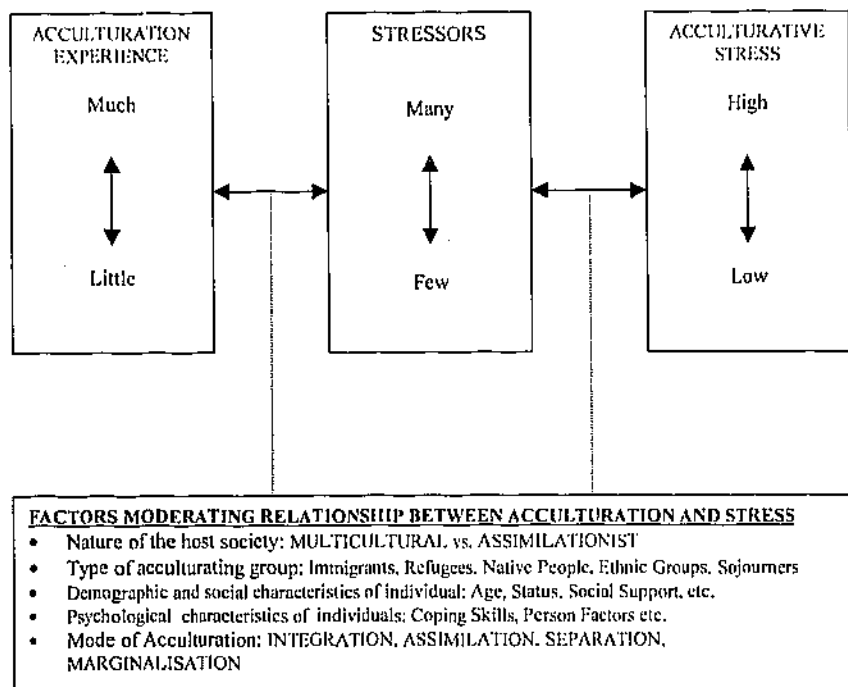 ACCULTURATION
EXPERIENCE
Much
Little
STRESSORS
Many
Few
ACCULTURATIVE
STRESS
High
Low
FACTORS MODERATING RELATIONSHIP BETWEEN ACCULTURATION AND STRESS
• Nature of the host society: MULTICULTURAL vs. ASSIMILATIONIST
• Type of acculturating group: Immigrants, Refugees. Native People, Ethnic Groups, Sojourners
• Demographic and social characteristics of individual: Age, Status, Social Support, etc.
• Psychological characteristics of individuals: Coping Skills, Person Factors etc.
• Mode of Acculturation: INTEGRATION, ASSIMILATION. SEPARATION,
MARGINALISATION